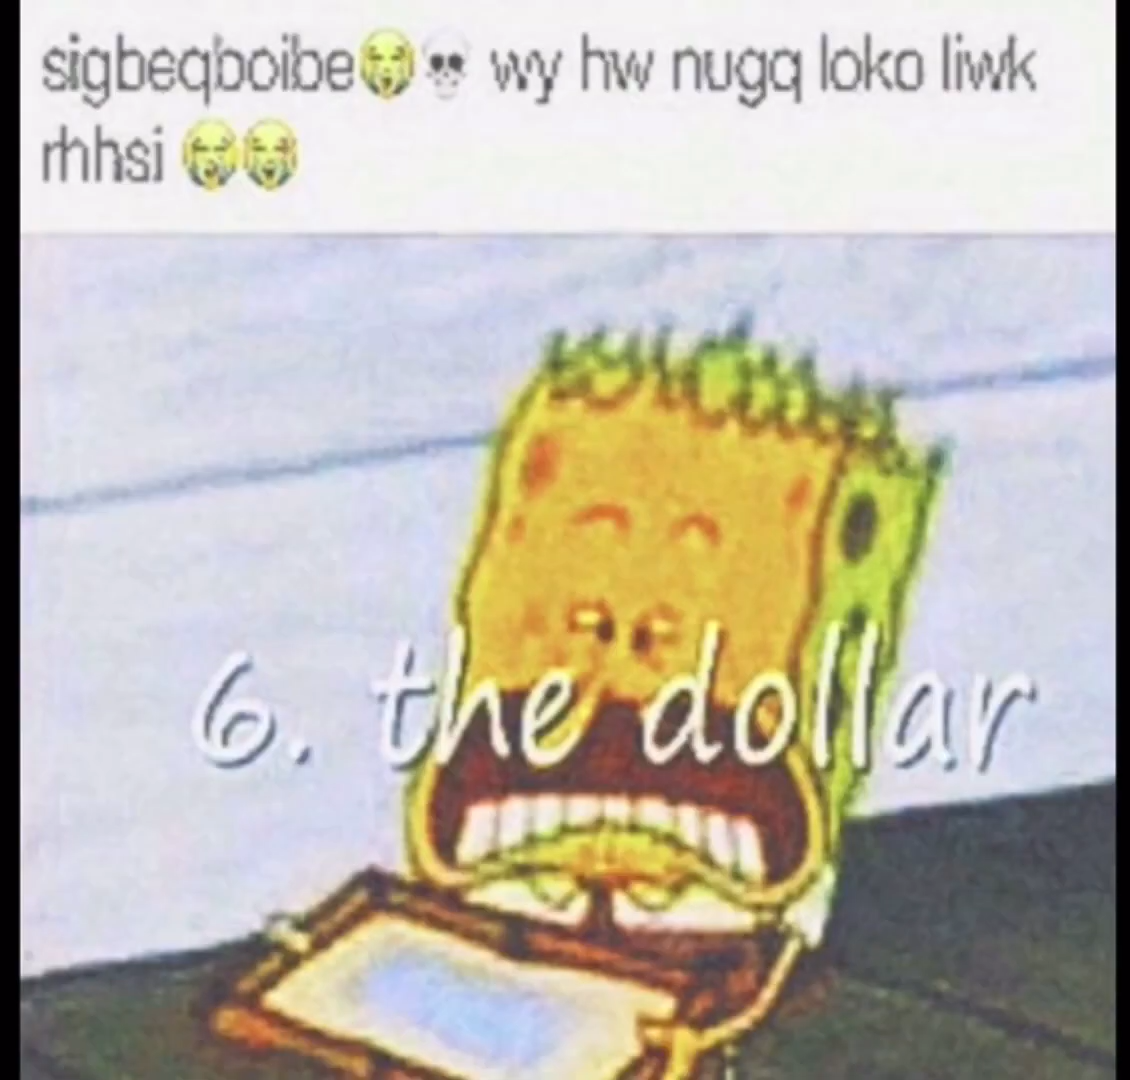 sigbeqboibe😭💀 wy hw nugq loko liwk
rhhsi 😭😭
6. the dollar